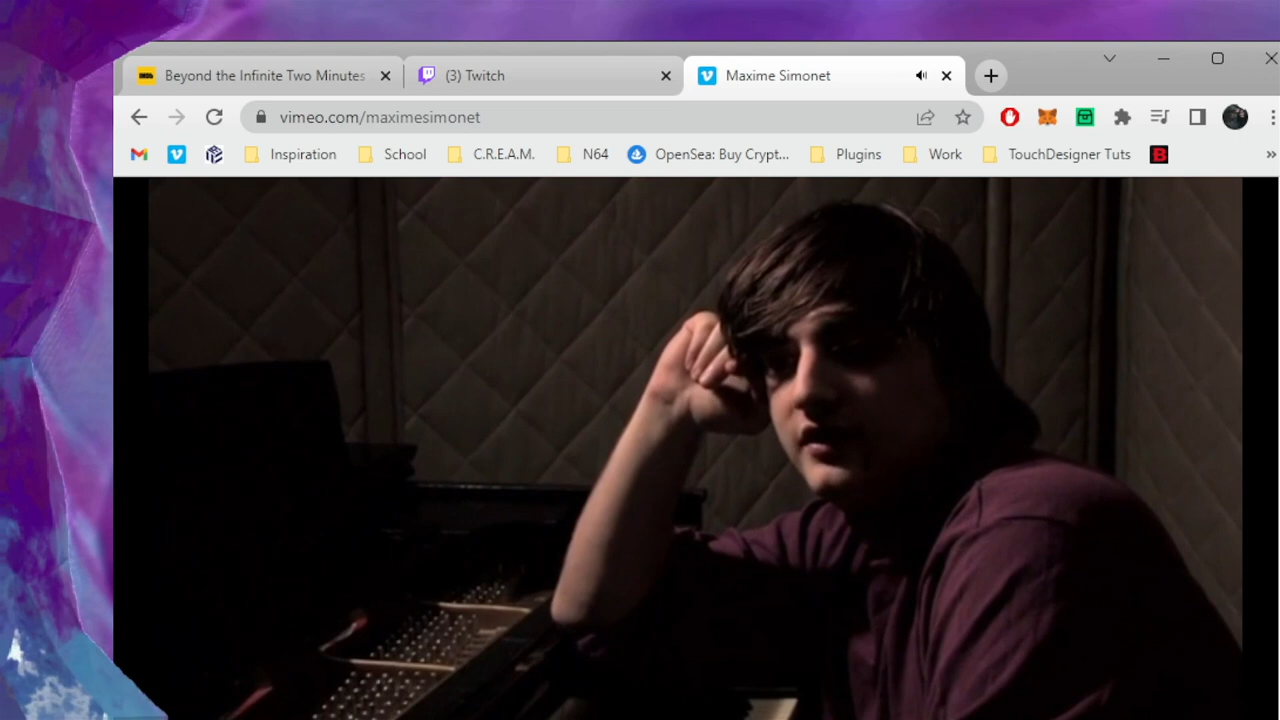 Beyond the Infinite Two Minutes
(3) Twitch
Maxime Simonet
vimeo.com/maximesimonet
Inspiration School C.R.E.A.M. N64 OpenSea: Buy Crypt... Plugins Work TouchDesigner Tuts B »